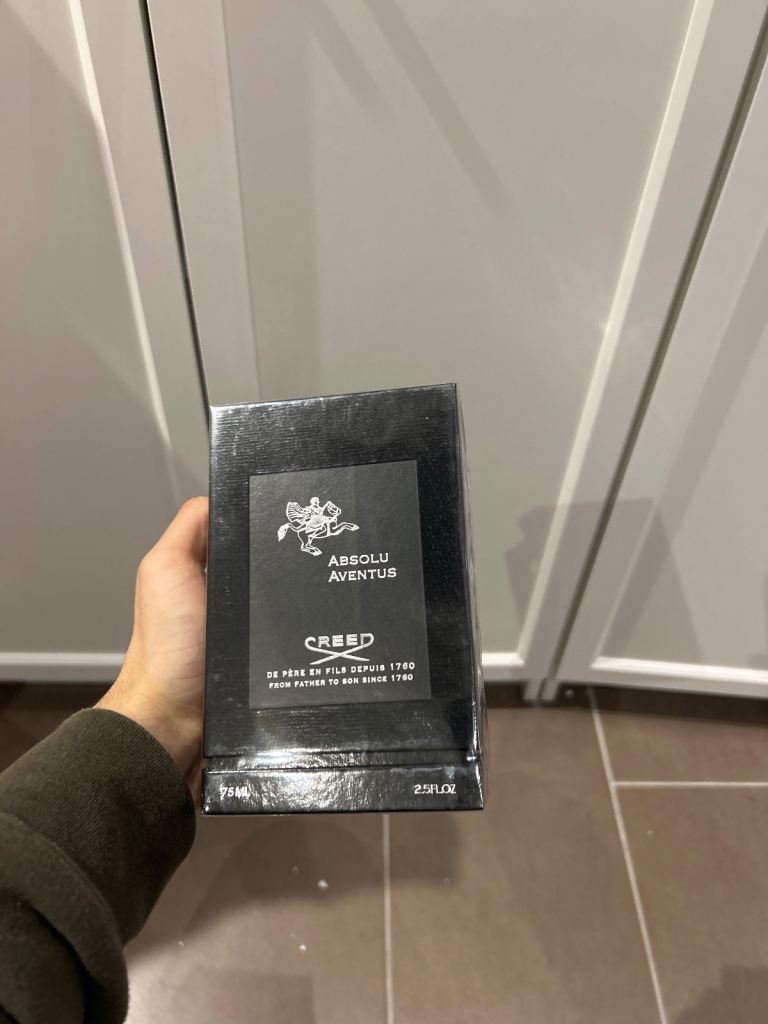 ABSOLU
AVENTUS
CREED
DE PÈRE EN FILS DEPUIS 1760
FROM FATHER TO SON SINCE 1760
75ML 2.5FL.OZ